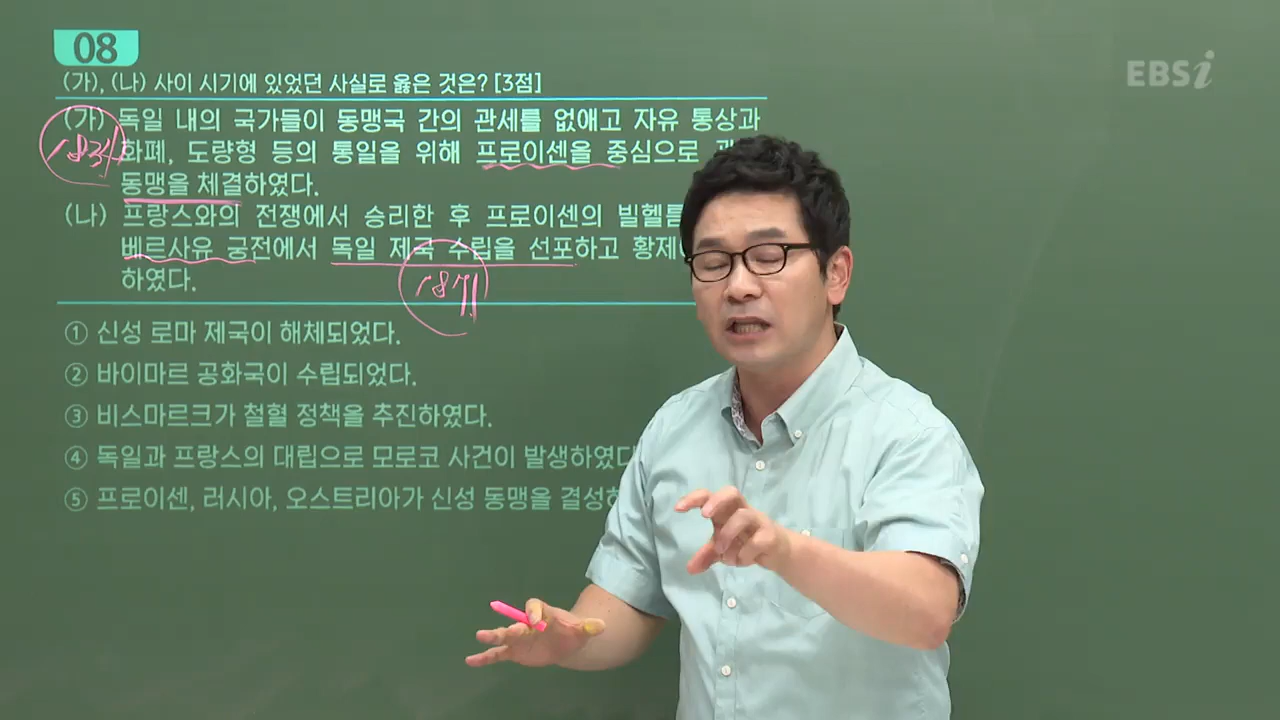 08
EBSi
(가), (나) 사이 시기에 있었던 사실로 옳은 것은? [3점]
(가) 독일 내의 국가들이 동맹국 간의 관세를 없애고 자유 통상과
1834
화폐, 도량형 등의 통일을 위해 프로이센을 중심으로
동맹을 체결하였다.
(나) 프랑스와의 전쟁에서 승리한 후 프로이센의
베르사유 궁전에서 독일 제국 수립을 선포하고
하였다.
1871
① 신성 로마 제국이 해체되었다.
② 바이마르 공화국이 수립되었다.
③ 비스마르크가 철혈 정책을 추진하였다.
④ 독일과 프랑스의 대립으로 모로코 사건이 발생하였다
⑤ 프로이센, 러시아, 오스트리아가 신성 동맹을